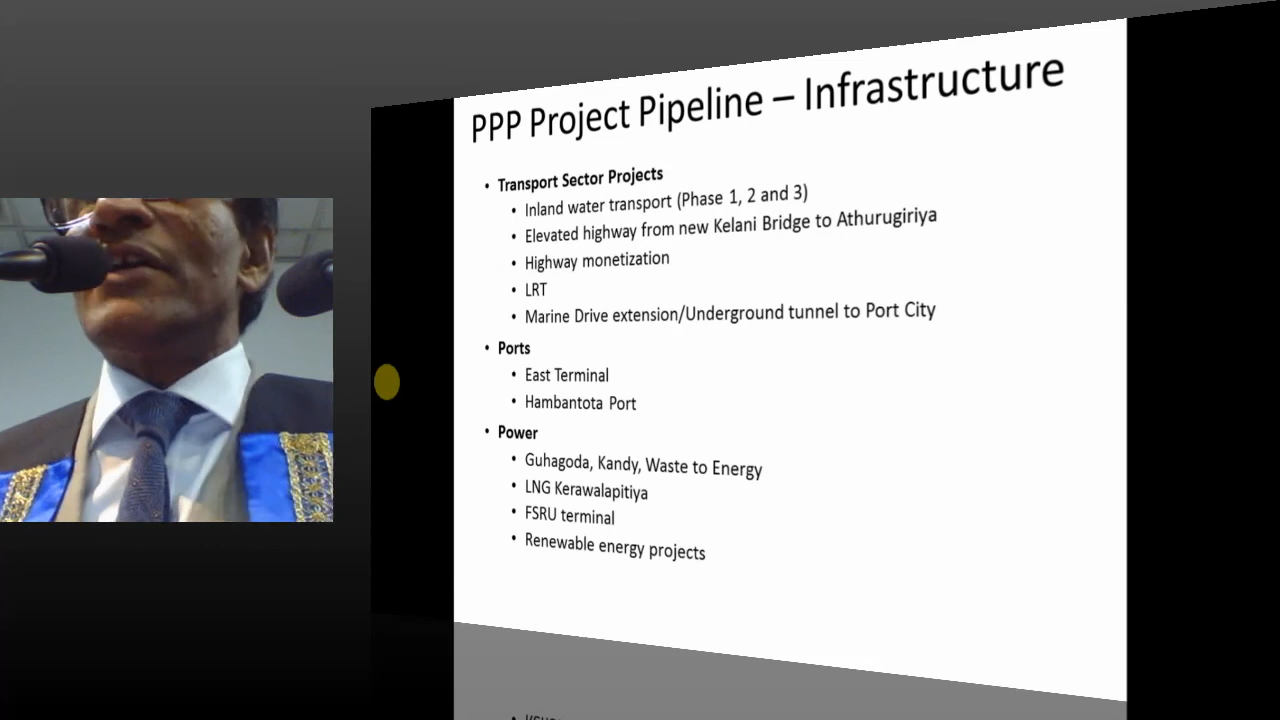 PPP Project Pipeline – Infrastructure
• Transport Sector Projects
• Inland water transport (Phase 1, 2 and 3)
• Elevated highway from new Kelani Bridge to Athurugiriya
• Highway monetization
• LRT
• Marine Drive extension/Underground tunnel to Port City
• Ports
• East Terminal
• Hambantota Port
• Power
• Guhagoda, Kandy, Waste to Energy
• LNG Kerawalapitiya
• FSRU terminal
• Renewable energy projects